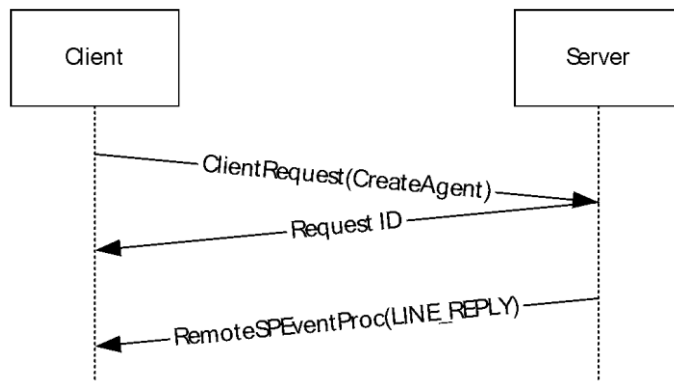 Client
Server
ClientRequest(CreateAgent)
Request ID
RemoteSPEventProc(LINE_REPLY)